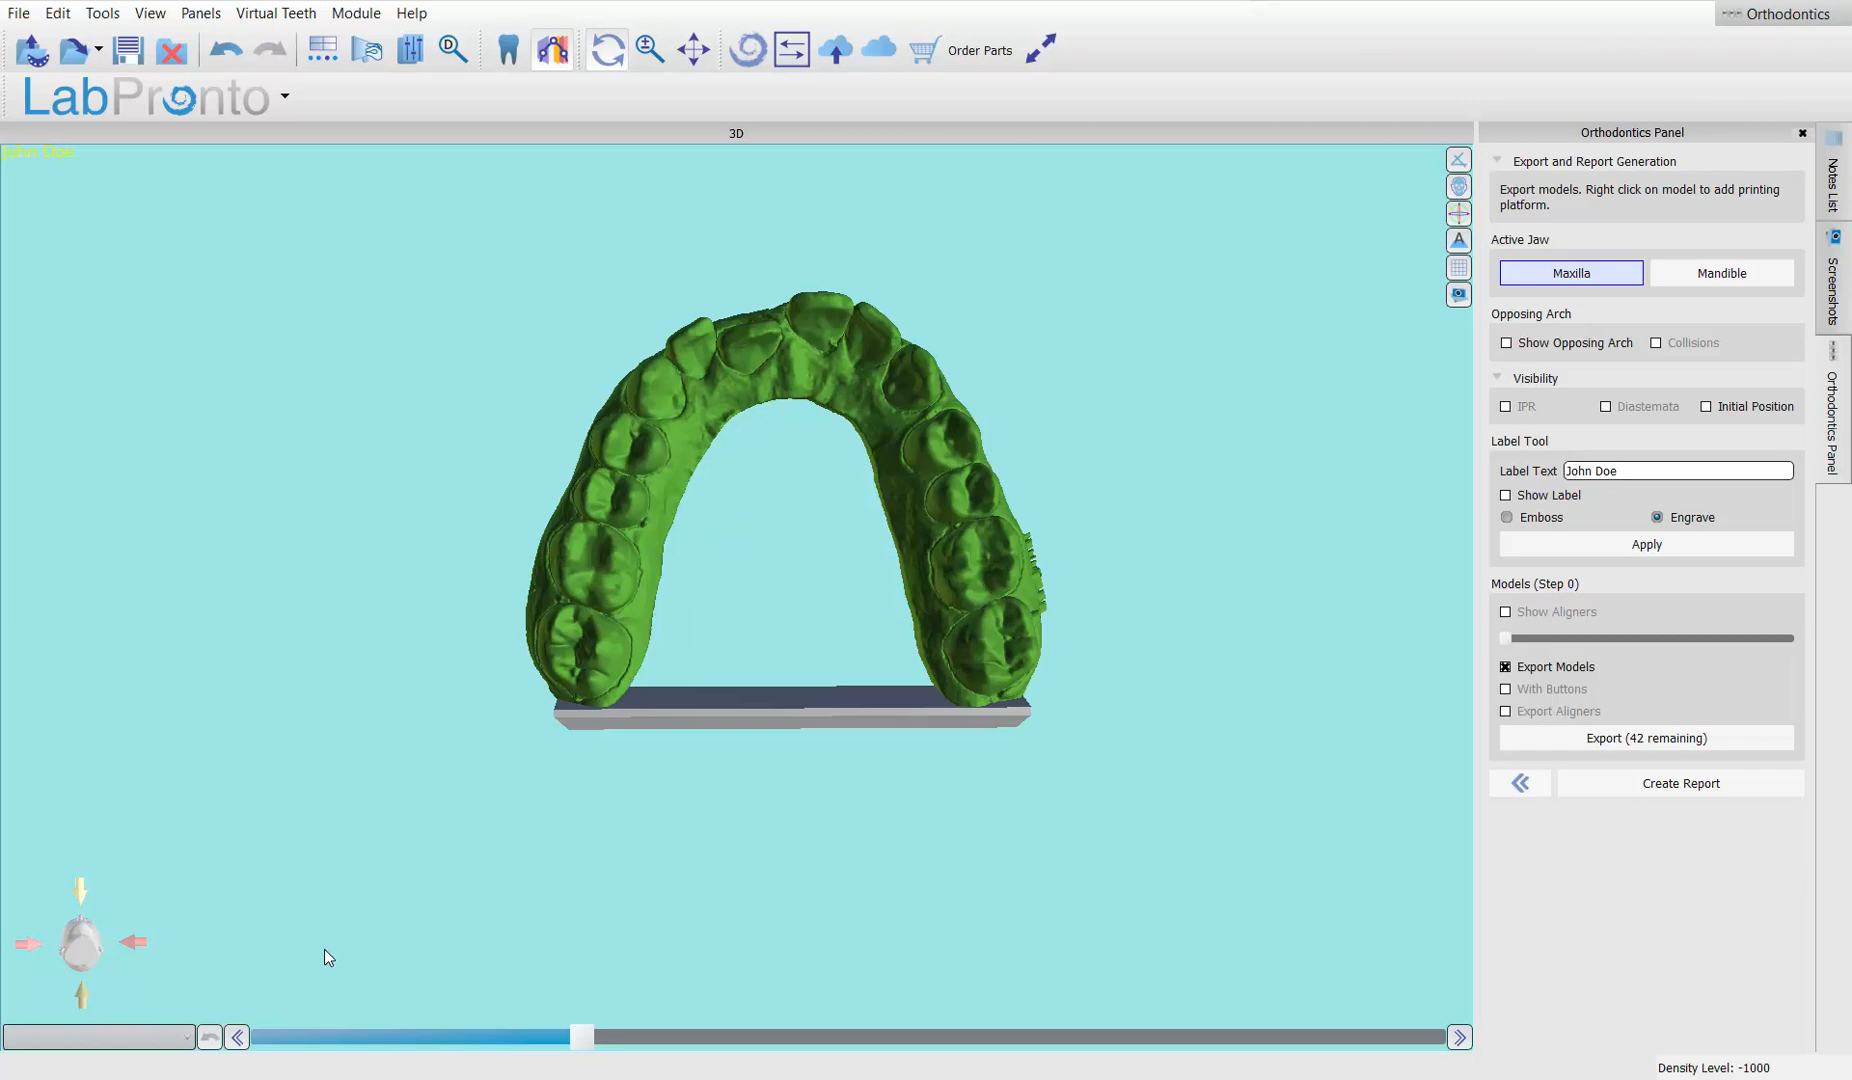 File Edit Tools View Panels Virtual Teeth Module Help
Orthodontics
D
Order Parts
LabPronto
3D
Orthodontics Panel
John Doe
Export and Report Generation
Export models. Right click on model to add printing
platform.
Active Jaw
Maxilla Mandible
Opposing Arch
Show Opposing Arch Collisions
Visibility
IPR Diastemata Initial Position
Label Tool
Label Text John Doe
Show Label
Emboss Engrave
Apply
Models (Step 0)
Show Aligners
Export Models
With Buttons
Export Aligners
Export (42 remaining)
Create Report
Notes List
Screenshots
Orthodontics Panel
A
Density Level: -1000